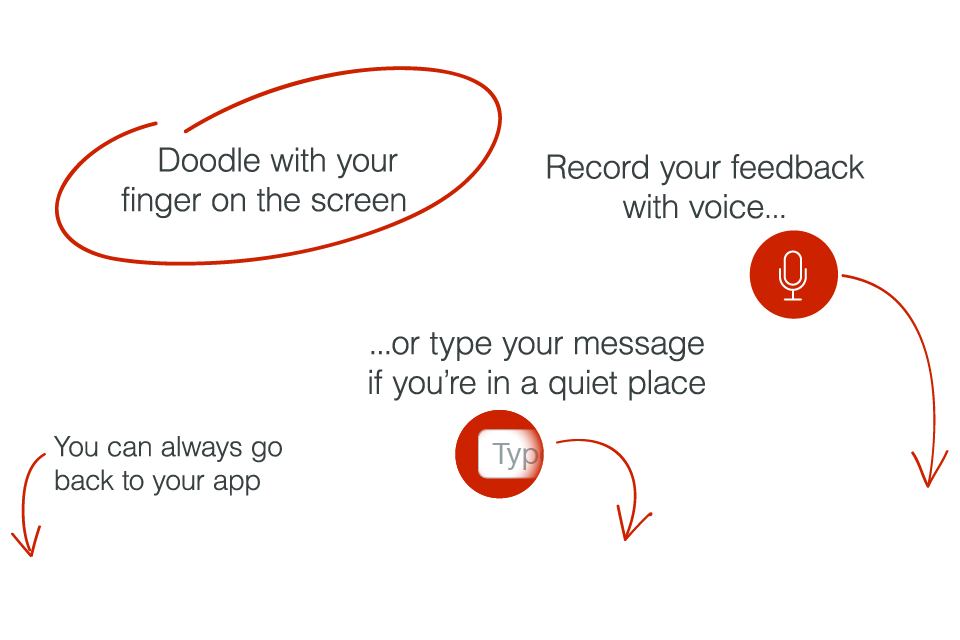 Doodle with your
finger on the screen
Record your feedback
with voice...
...or type your message
if you’re in a quiet place
Typ
You can always go
back to your app